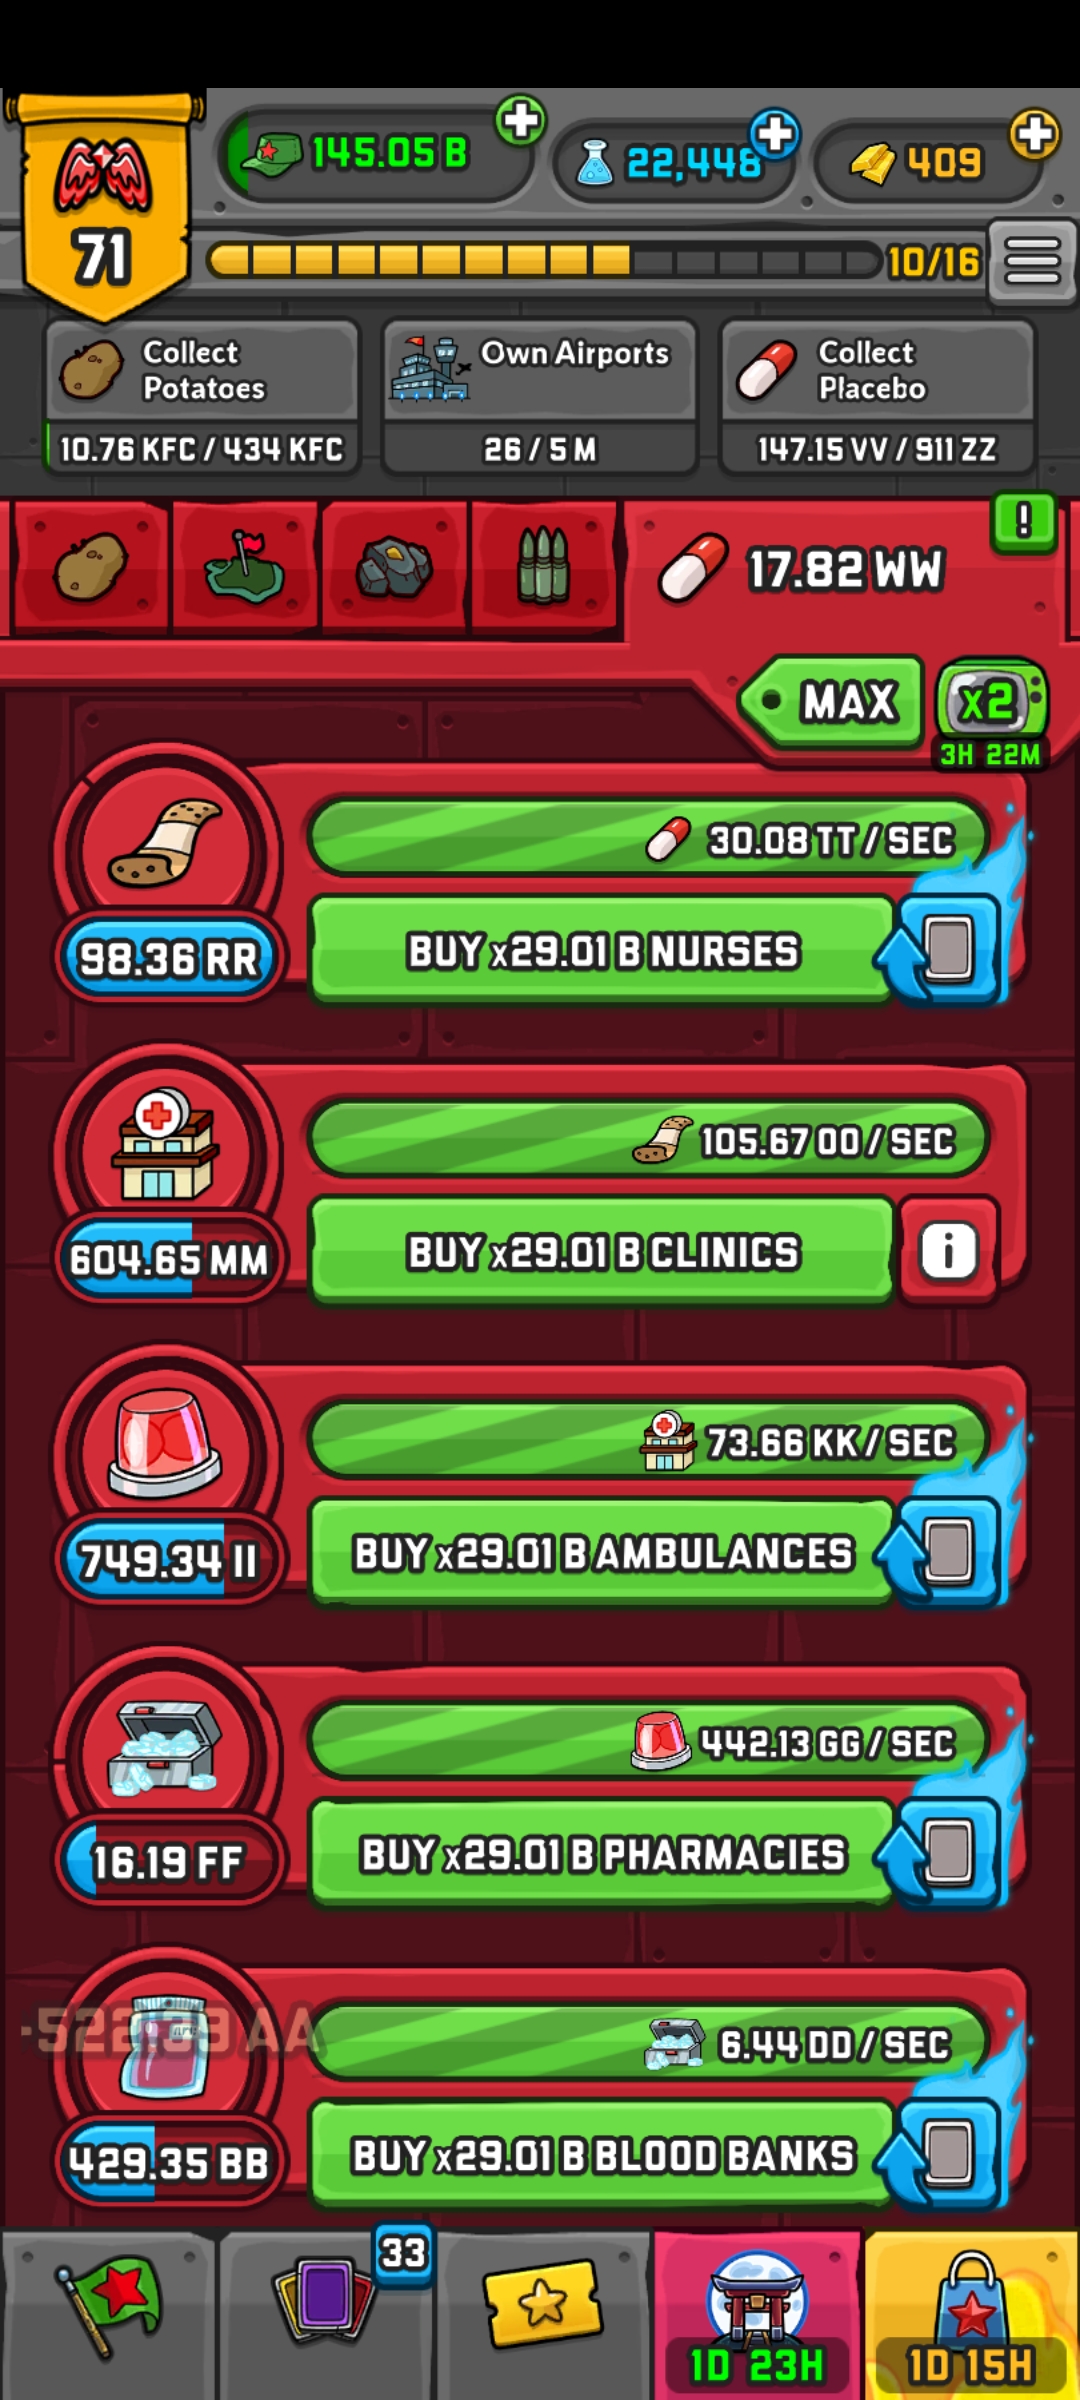 145.05 B
22,448
409
71
10/16
Collect
Potatoes
10.76 KFC / 434 KFC
Own Airports
26 / 5 M
Collect
Placebo
147.15 VV / 911 ZZ
!
17.82 WW
MAX
x2
3H 22M
30.08 TT / SEC
98.36 RR
BUY x29.01 B NURSES
105.67 OO / SEC
604.65 MM
BUY x29.01 B CLINICS
i
73.66 KK / SEC
749.34 II
BUY x29.01 B AMBULANCES
442.13 GG / SEC
16.19 FF
BUY x29.01 B PHARMACIES
6.44 DD / SEC
429.35 BB
BUY x29.01 B BLOOD BANKS
33
1D 23H
1D 15H